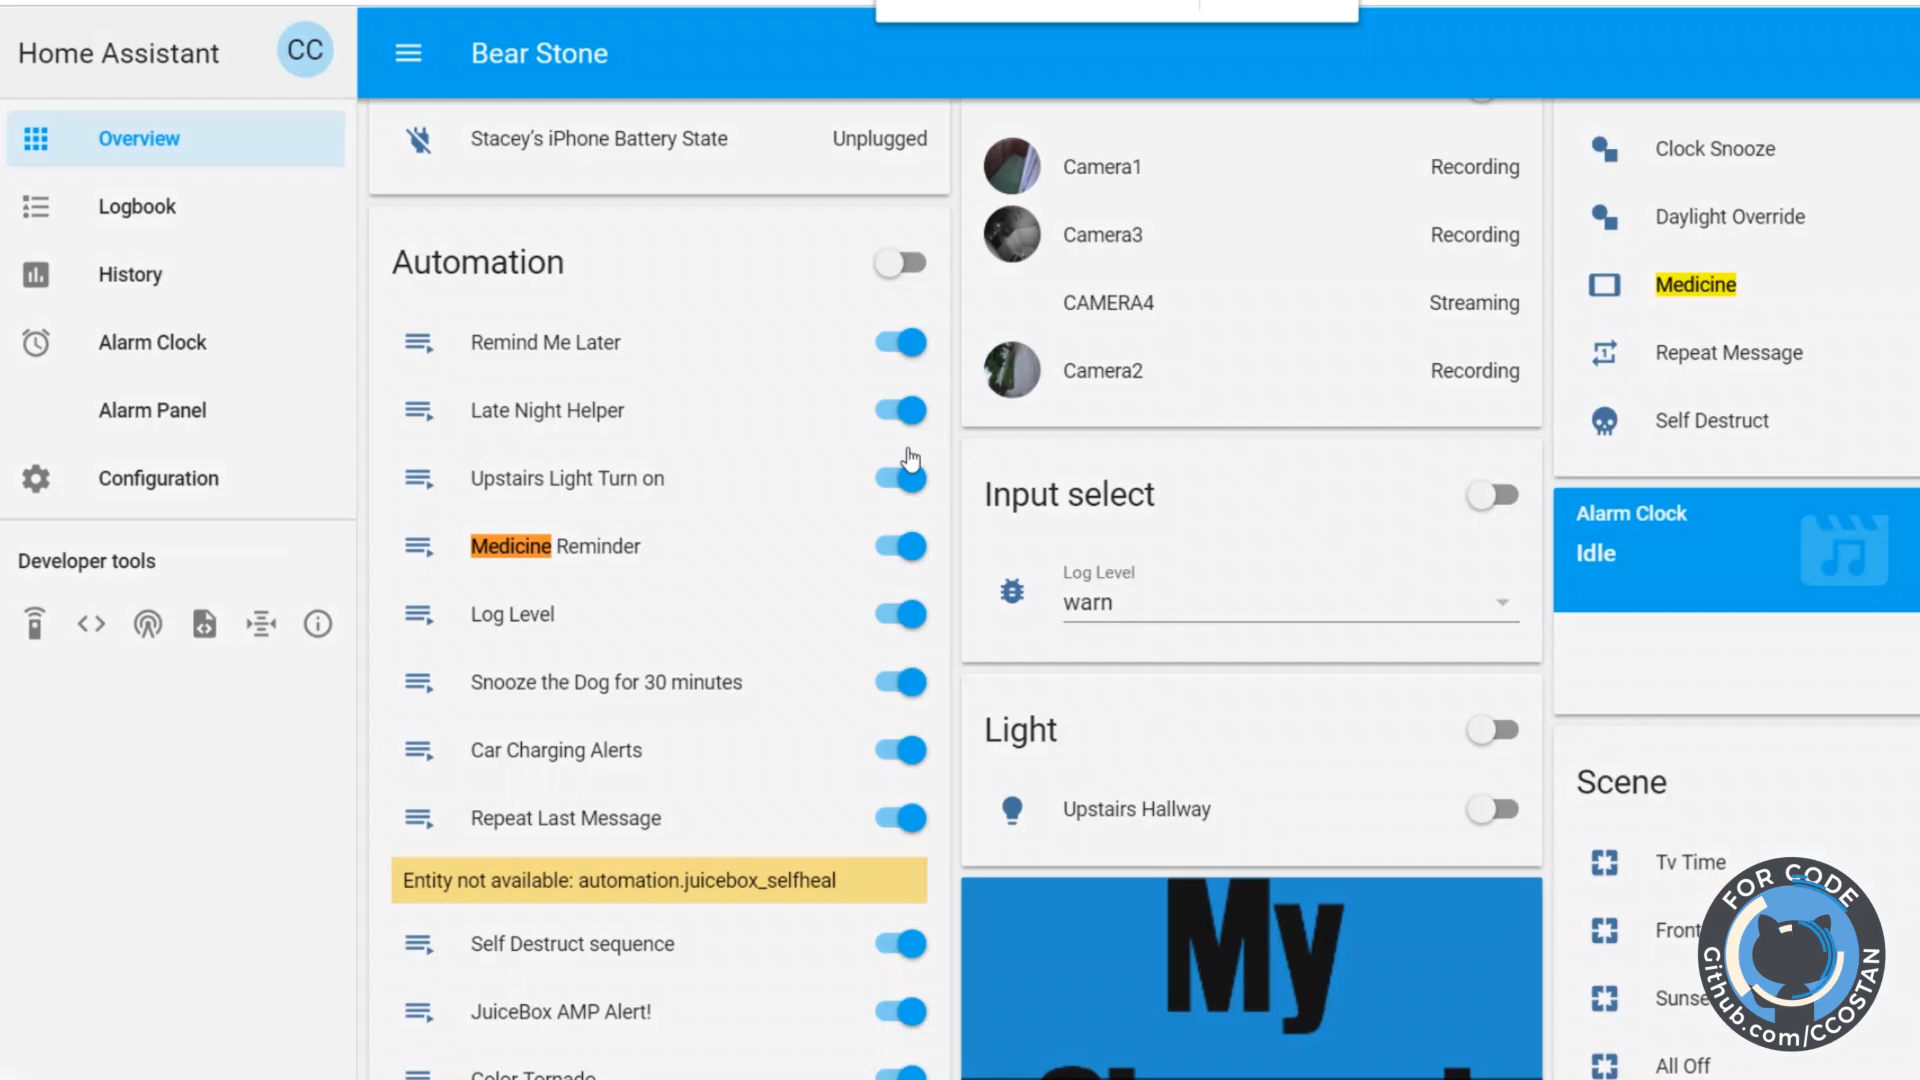 Home Assistant
CC
Bear Stone
Overview
Logbook
History
Alarm Clock
Alarm Panel
Configuration
Developer tools
Stacey's iPhone Battery State Unplugged
Automation
Remind Me Later
Late Night Helper
Upstairs Light Turn on
Medicine Reminder
Log Level
Snooze the Dog for 30 minutes
Car Charging Alerts
Repeat Last Message
Entity not available: automation.juicebox_selfheal
Self Destruct sequence
JuiceBox AMP Alert!
Color Tornado
Camera1 Recording
Camera3 Recording
CAMERA4 Streaming
Camera2 Recording
Input select
Log Level
warn
Light
Upstairs Hallway
My
Clock Snooze
Daylight Override
Medicine
Repeat Message
Self Destruct
Alarm Clock
Idle
Scene
Tv Time
Front
Sunse
All Off
FOR CODE
Github.com/CCOSTAN